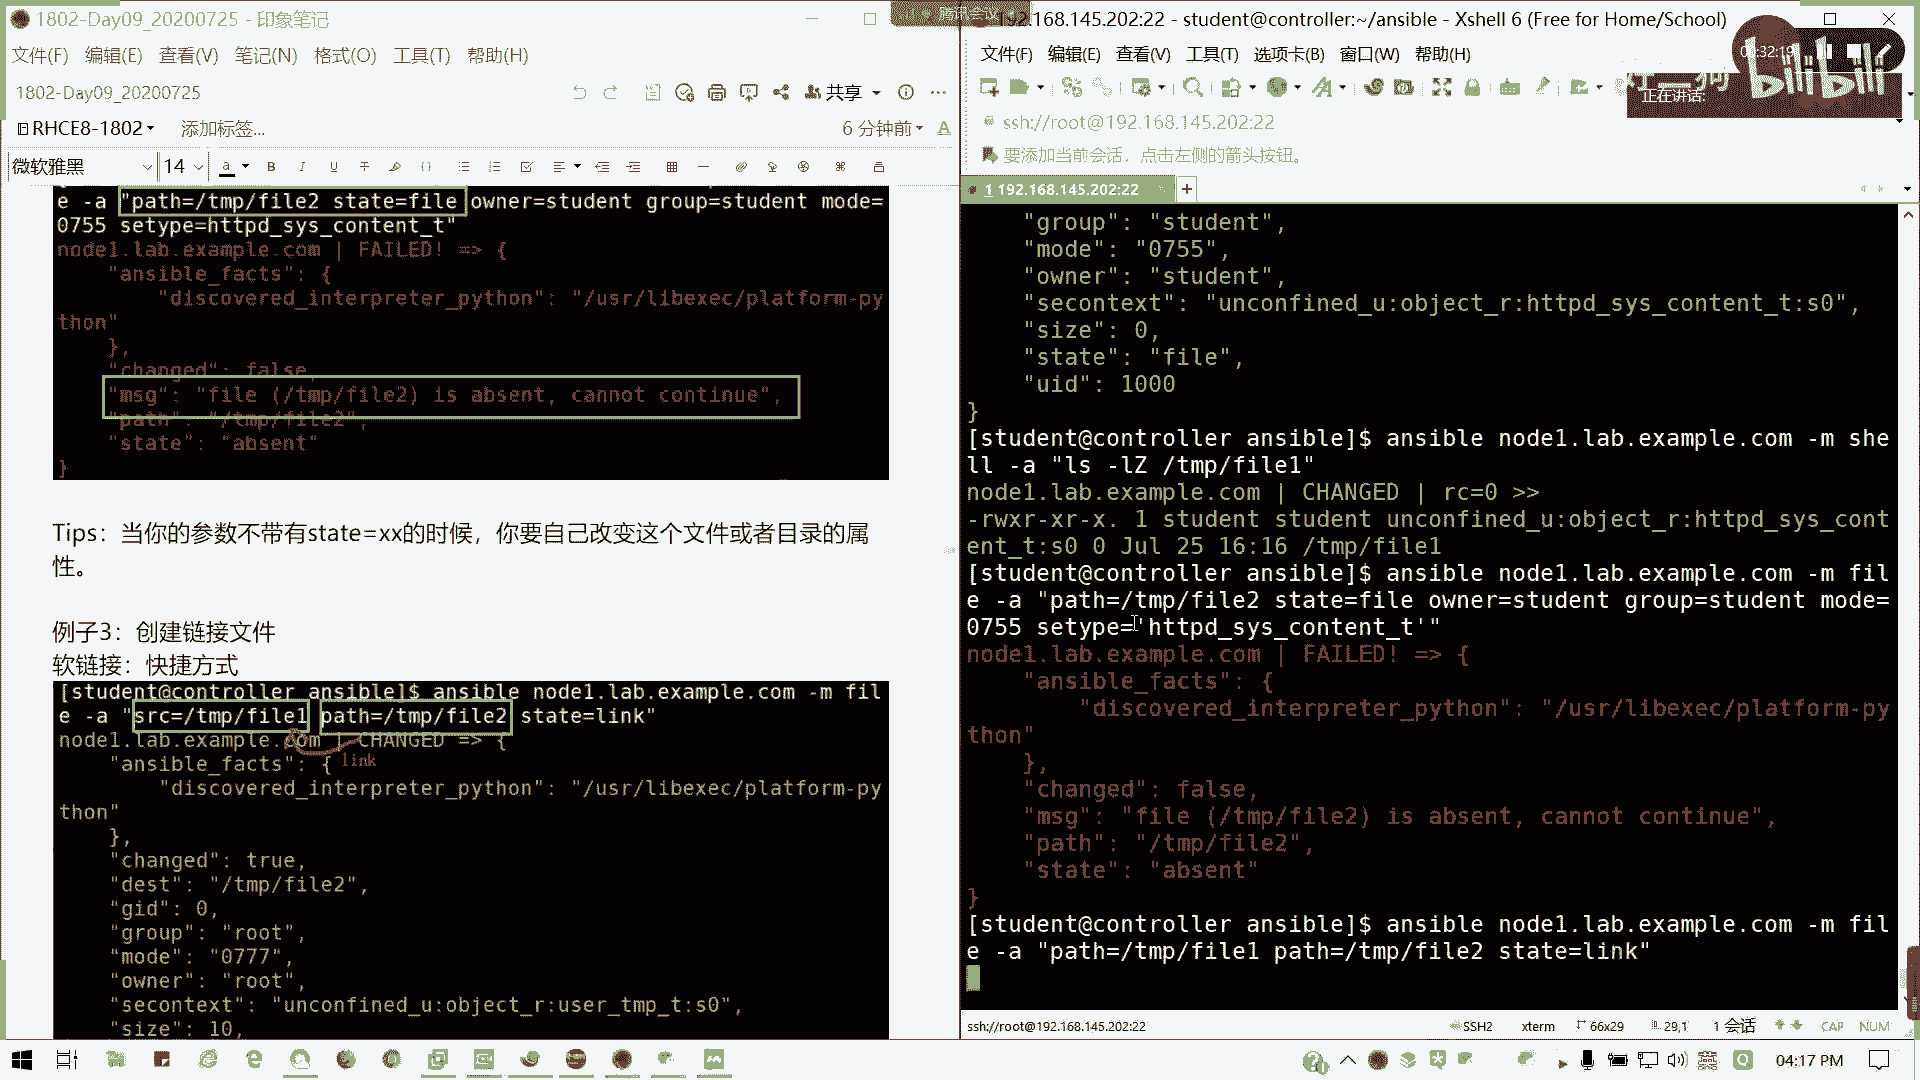 1802-Day09_20200725 - 印象笔记
文件(F) 编辑(E) 查看(V) 笔记(N) 格式(O) 工具(T) 帮助(H)
1802-Day09_20200725
共享
RHCE8-1802
添加标签...
6 分钟前
微软雅黑
14
e -a "path=/tmp/file2 state=file owner=student group=student mode=
0755 setype=httpd_sys_content_t"
node1.lab.example.com | FAILED! => {
"ansible_facts": {
"discovered_interpreter_python": "/usr/libexec/platform-py
thon"
},
"changed": false,
"msg": "file (/tmp/file2) is absent, cannot continue",
"path": "/tmp/file2",
"state": "absent"
}
Tips：当你的参数不带有state=xx的时候，你要自己改变这个文件或者目录的属
性。
例子3：创建链接文件
软链接：快捷方式
[student@controller ansible]$ ansible node1.lab.example.com -m fil
e -a "src=/tmp/file1 path=/tmp/file2 state=link"
node1.lab.example.com | CHANGED => {
link
"ansible_facts": {
"discovered_interpreter_python": "/usr/libexec/platform-py
thon"
},
"changed": true,
"dest": "/tmp/file2",
"gid": 0,
"group": "root",
"mode": "0777",
"owner": "root",
"secontext": "unconfined_u:object_r:user_tmp_t:s0",
"size": 10,
腾讯会议
192.168.145.202:22 - student@controller:~/ansible - Xshell 6 (Free for Home/School)
文件(F) 编辑(E) 查看(V) 工具(T) 选项卡(B) 窗口(W) 帮助(H)
bilibili
正在讲话:
ssh://root@192.168.145.202:22
要添加当前会话，点击左侧的箭头按钮。
1 192.168.145.202:22
"group": "student",
"mode": "0755",
"owner": "student",
"secontext": "unconfined_u:object_r:httpd_sys_content_t:s0",
"size": 0,
"state": "file",
"uid": 1000
}
[student@controller ansible]$ ansible node1.lab.example.com -m she
ll -a "ls -lZ /tmp/file1"
node1.lab.example.com | CHANGED | rc=0 >>
-rwxr-xr-x. 1 student student unconfined_u:object_r:httpd_sys_cont
ent_t:s0 0 Jul 25 16:16 /tmp/file1
[student@controller ansible]$ ansible node1.lab.example.com -m fil
e -a "path=/tmp/file2 state=file owner=student group=student mode=
0755 setype='httpd_sys_content_t'"
node1.lab.example.com | FAILED! => {
"ansible_facts": {
"discovered_interpreter_python": "/usr/libexec/platform-py
thon"
},
"changed": false,
"msg": "file (/tmp/file2) is absent, cannot continue",
"path": "/tmp/file2",
"state": "absent"
}
[student@controller ansible]$ ansible node1.lab.example.com -m fil
e -a "path=/tmp/file1 path=/tmp/file2 state=link"
ssh://root@192.168.145.202:22
SSH2
xterm
66x29
29,1
1 会话
CAP
NUM
04:17 PM